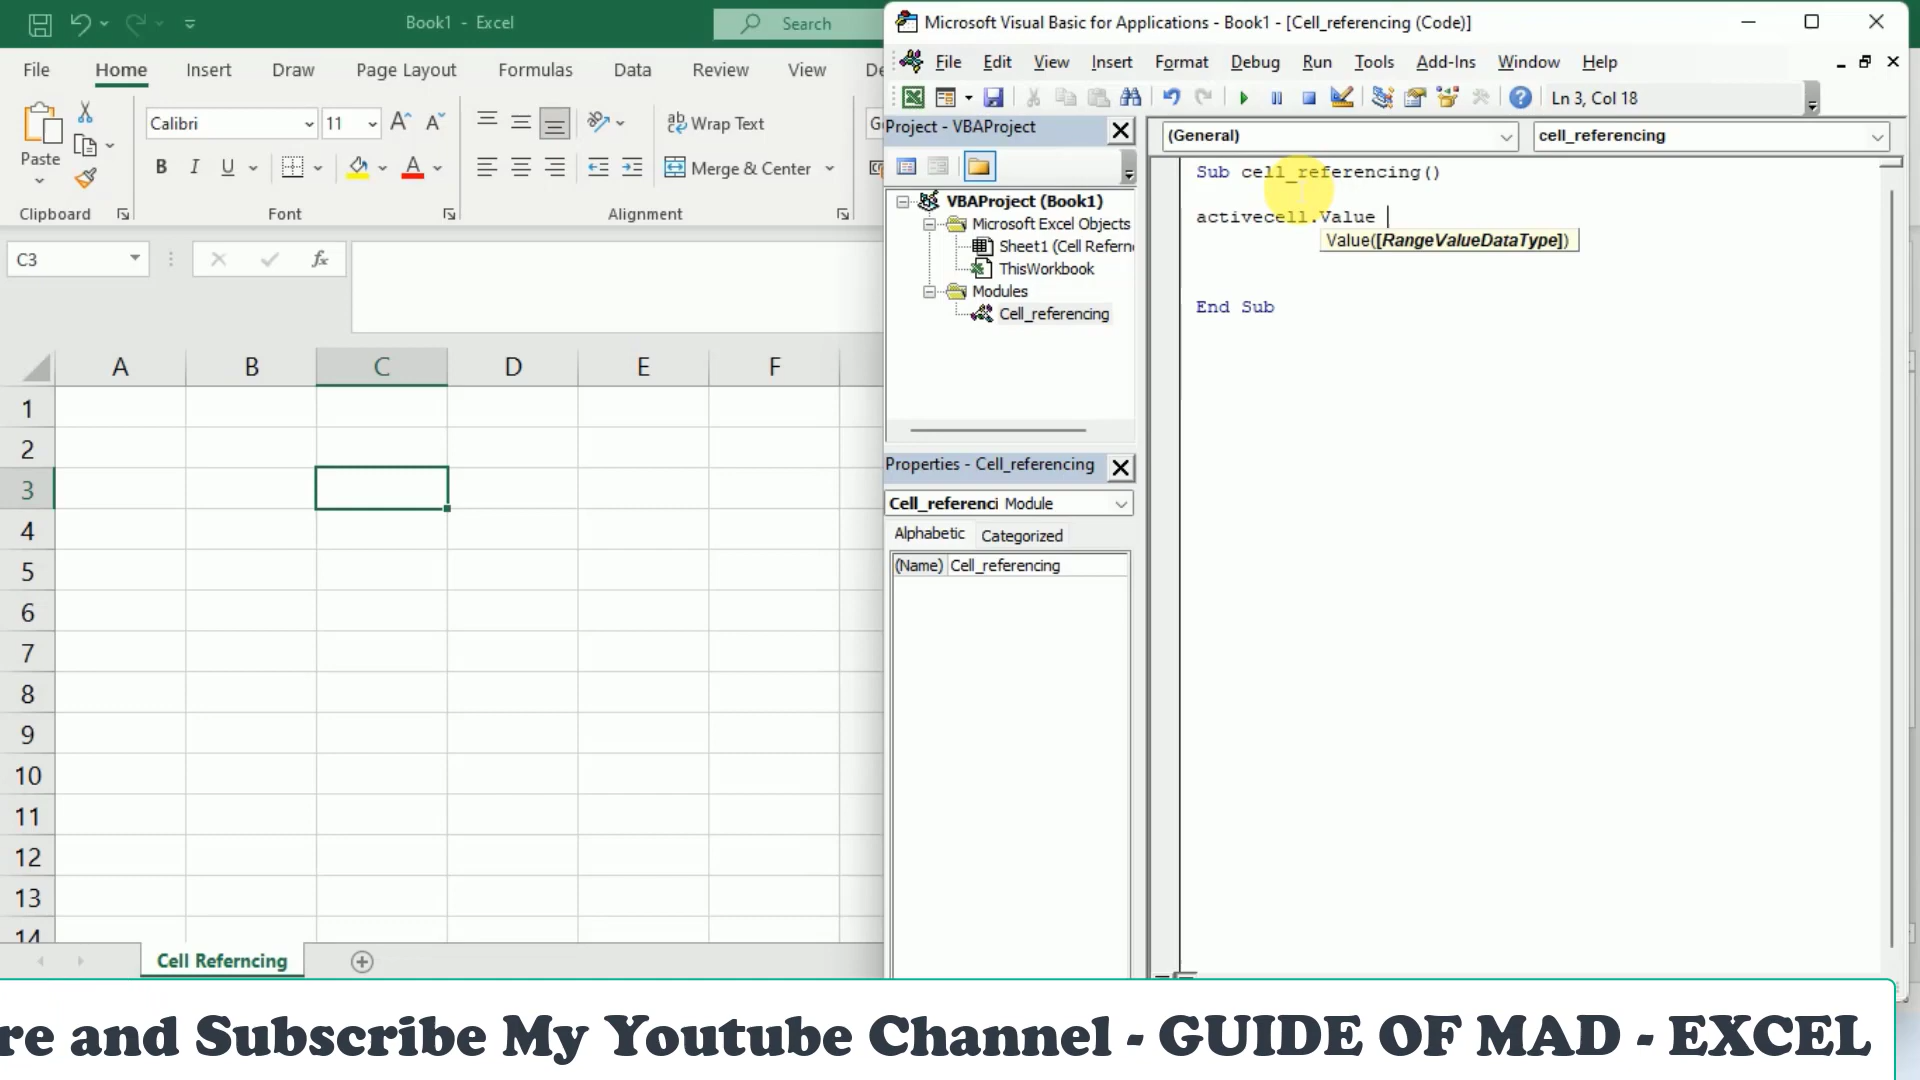 Book1 - Excel
Search
File Home Insert Draw Page Layout Formulas Data Review View De
Paste
Calibri 11
B I U
Wrap Text
Merge & Center
Clipboard Font Alignment
C3
fx
A B C D E F
1
2
3
4
5
6
7
8
9
10
11
12
13
14
Cell Referncing
Microsoft Visual Basic for Applications - Book1 - [Cell_referencing (Code)]
File Edit View Insert Format Debug Run Tools Add-Ins Window Help
Ln 3, Col 18
Project - VBAProject
VBAProject (Book1)
Microsoft Excel Objects
Sheet1 (Cell Refern
ThisWorkbook
Modules
Cell_referencing
Properties - Cell_referencing
Cell_referenci Module
Alphabetic Categorized
(Name) Cell_referencing
(General) cell_referencing
Sub cell_referencing()
activecell.Value
Value([RangeValueDataType])
End Sub
re and Subscribe My Youtube Channel - GUIDE OF MAD - EXCEL